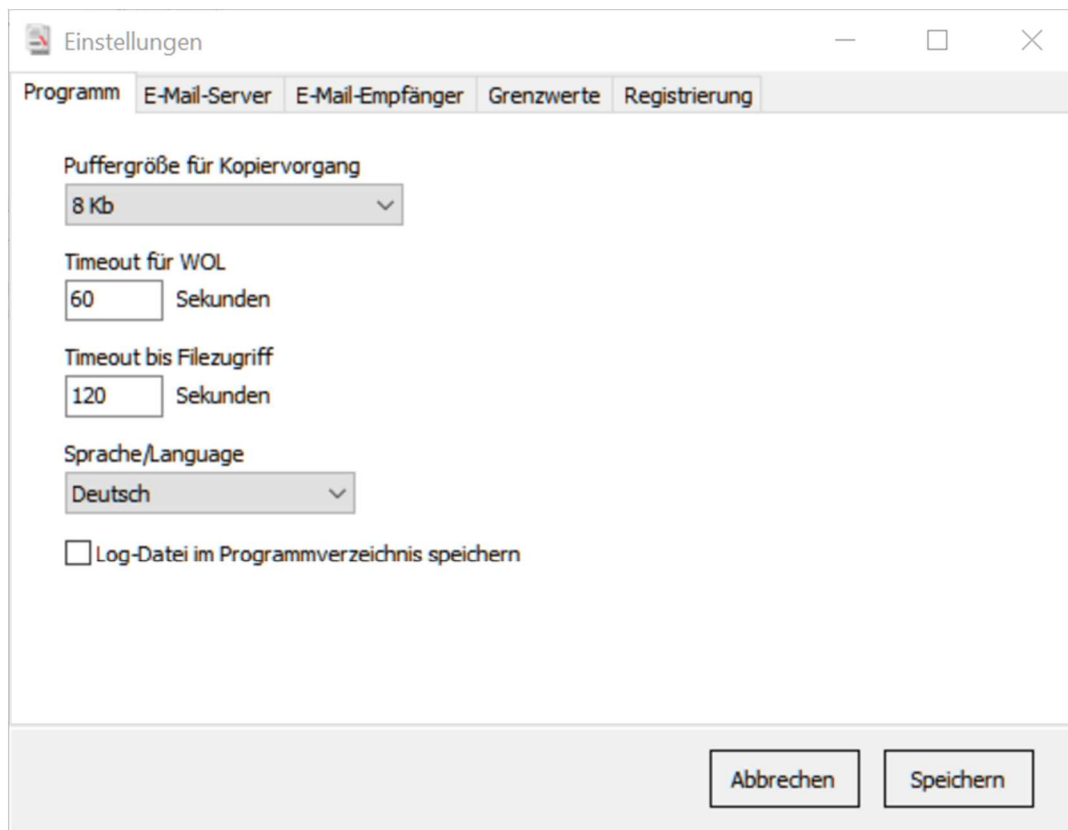 Einstellungen
Programm E-Mail-Server E-Mail-Empfänger Grenzwerte Registrierung
Puffergröße für Kopiervorgang
8 Kb
Timeout für WOL
60 Sekunden
Timeout bis Filezugriff
120 Sekunden
Sprache/Language
Deutsch
Log-Datei im Programmverzeichnis speichern
Abbrechen Speichern